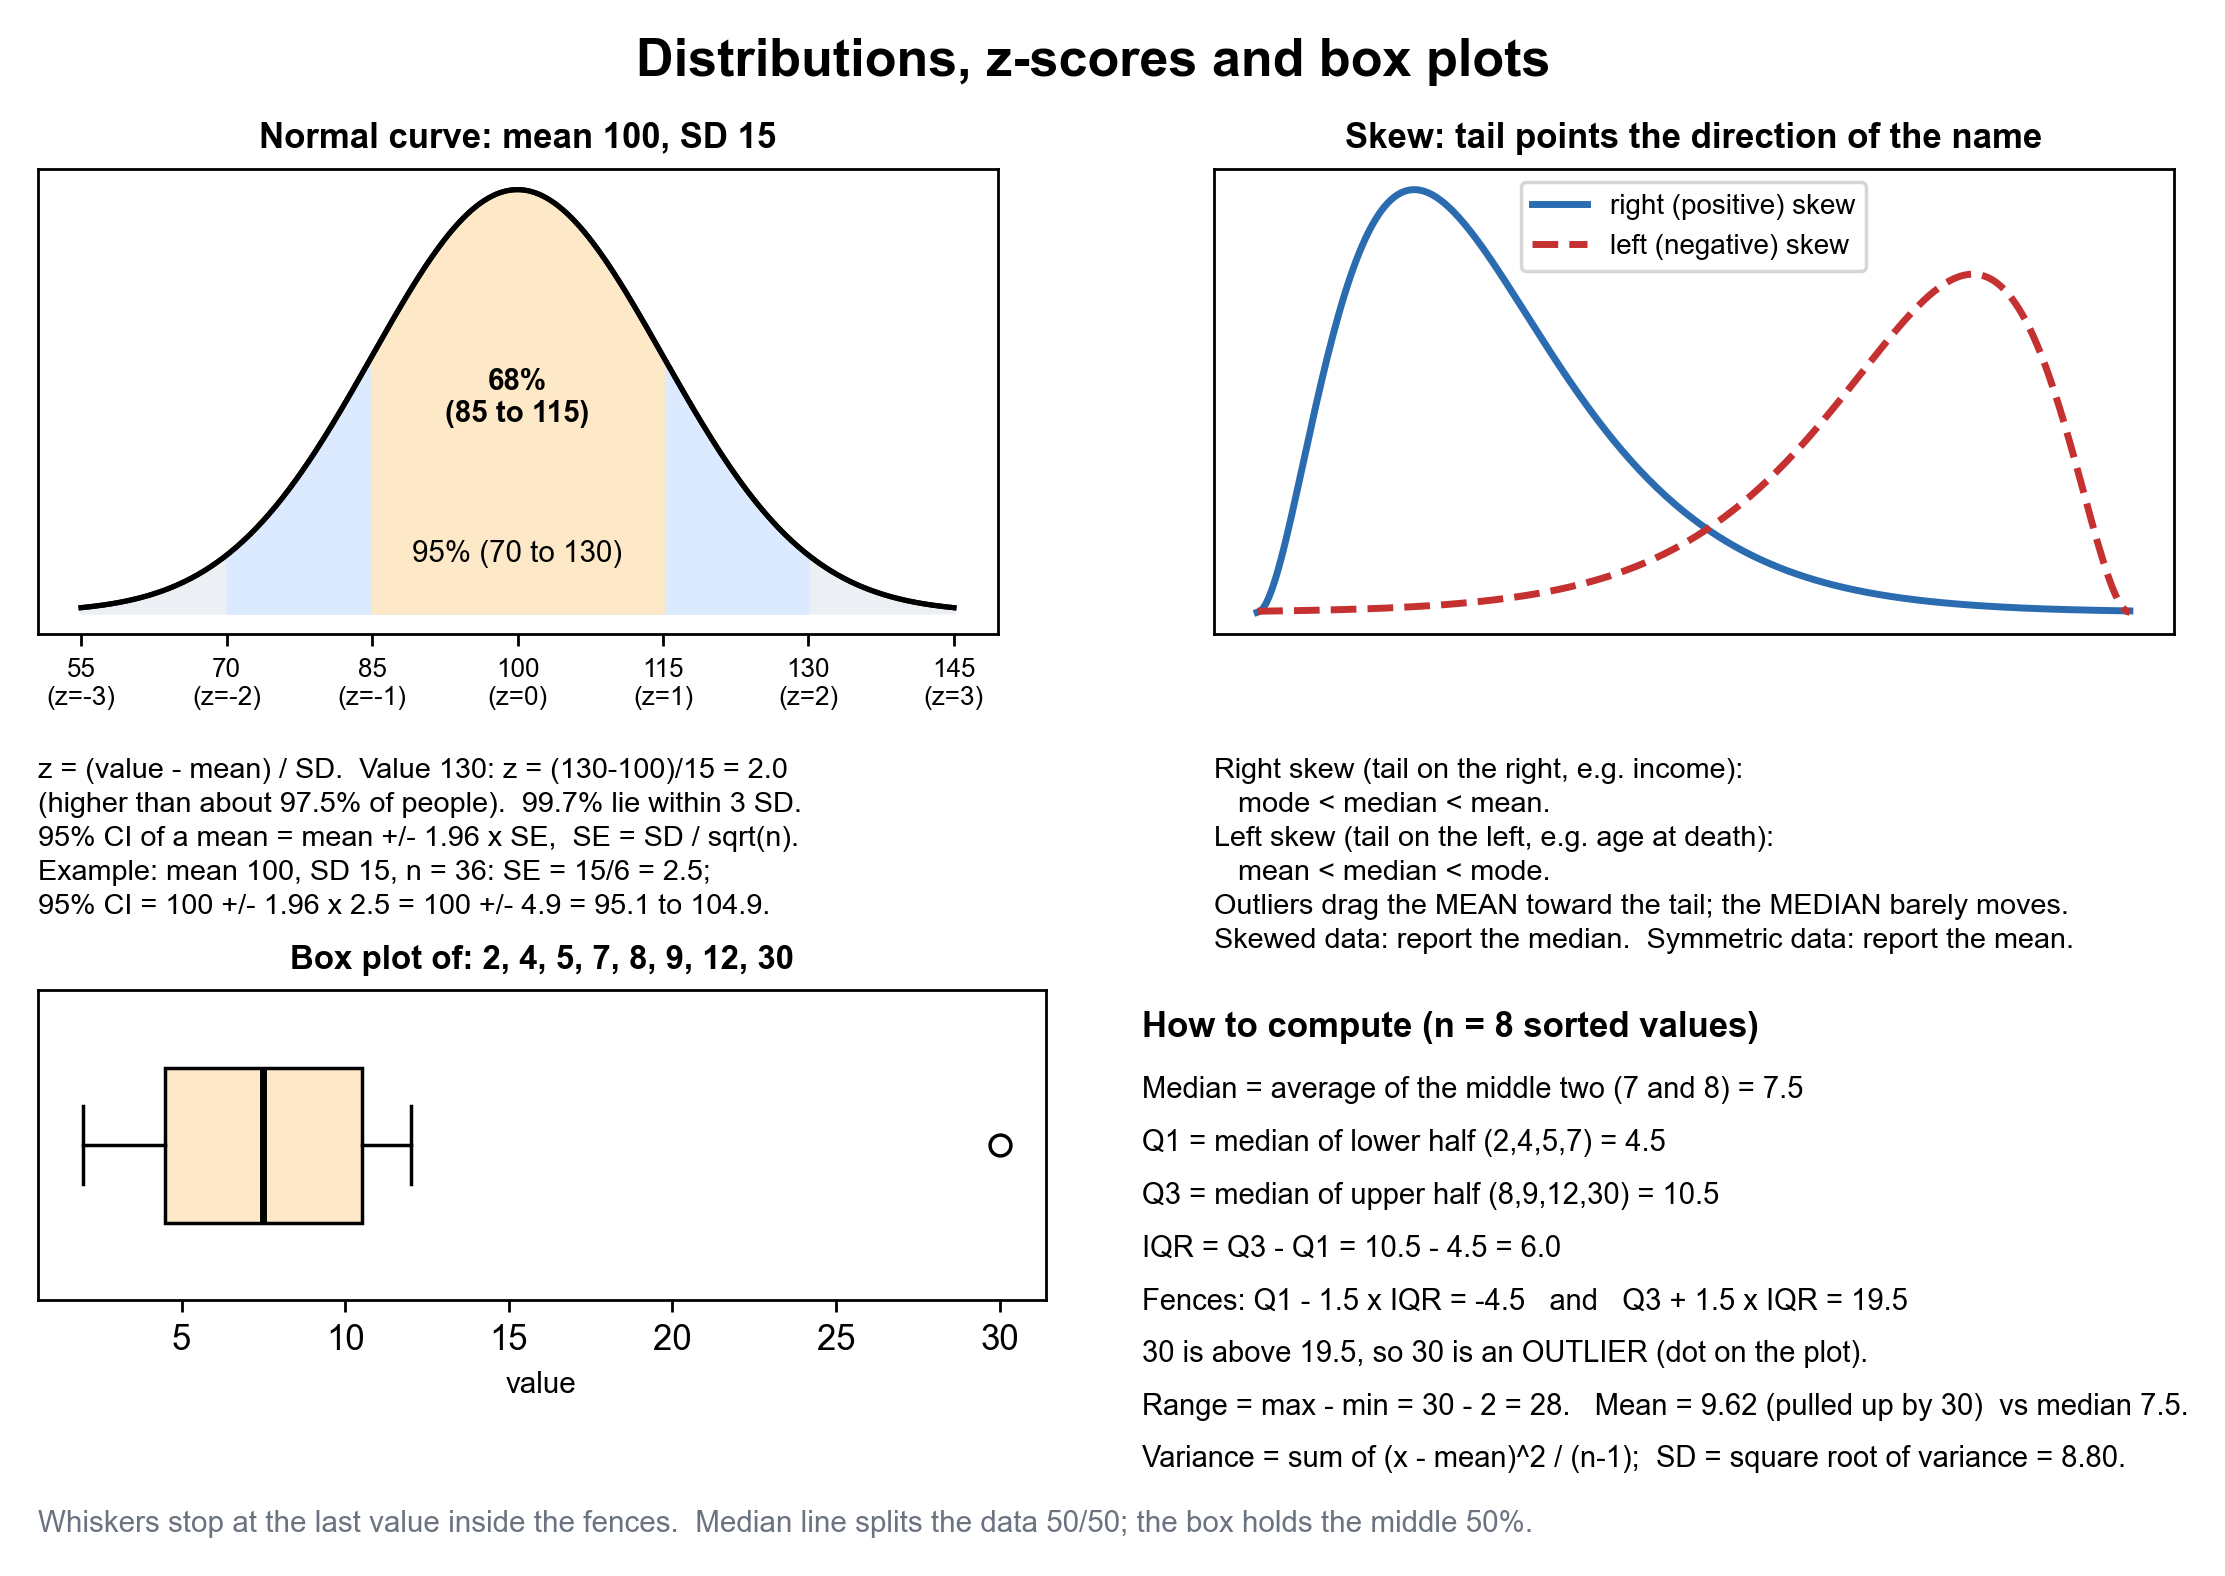 Distributions, z-scores and box plots
Normal curve: mean 100, SD 15
68%
(85 to 115)
95% (70 to 130)
55 70 85 100 115 130 145
(z=-3) (z=-2) (z=-1) (z=0) (z=1) (z=2) (z=3)
z = (value - mean) / SD.  Value 130: z = (130-100)/15 = 2.0
(higher than about 97.5% of people).  99.7% lie within 3 SD.
95% CI of a mean = mean +/- 1.96 x SE,  SE = SD / sqrt(n).
Example: mean 100, SD 15, n = 36: SE = 15/6 = 2.5;
95% CI = 100 +/- 1.96 x 2.5 = 100 +/- 4.9 = 95.1 to 104.9.
Skew: tail points the direction of the name
right (positive) skew
left (negative) skew
Right skew (tail on the right, e.g. income):
mode < median < mean.
Left skew (tail on the left, e.g. age at death):
mean < median < mode.
Outliers drag the MEAN toward the tail; the MEDIAN barely moves.
Skewed data: report the median.  Symmetric data: report the mean.
Box plot of: 2, 4, 5, 7, 8, 9, 12, 30
5 10 15 20 25 30
value
How to compute (n = 8 sorted values)
Median = average of the middle two (7 and 8) = 7.5
Q1 = median of lower half (2,4,5,7) = 4.5
Q3 = median of upper half (8,9,12,30) = 10.5
IQR = Q3 - Q1 = 10.5 - 4.5 = 6.0
Fences: Q1 - 1.5 x IQR = -4.5   and   Q3 + 1.5 x IQR = 19.5
30 is above 19.5, so 30 is an OUTLIER (dot on the plot).
Range = max - min = 30 - 2 = 28.   Mean = 9.62 (pulled up by 30)  vs median 7.5.
Variance = sum of (x - mean)^2 / (n-1);  SD = square root of variance = 8.80.
Whiskers stop at the last value inside the fences.  Median line splits the data 50/50; the box holds the middle 50%.